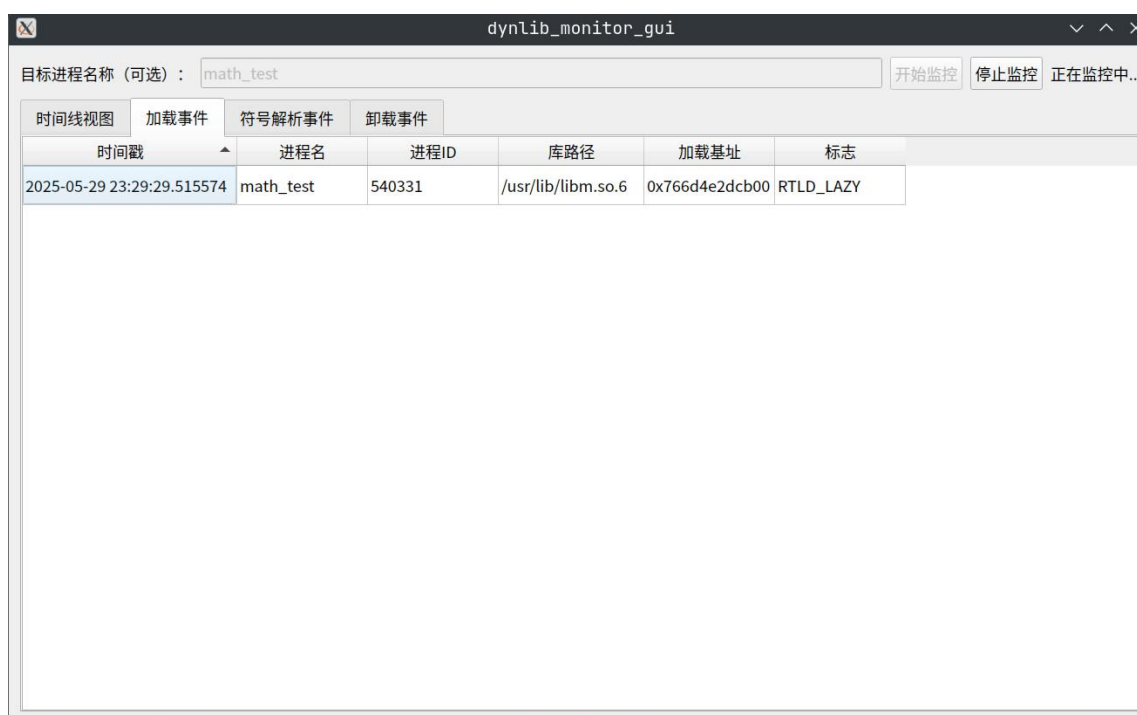 dynlib_monitor_gui
目标进程名称（可选）： math_test 开始监控 停止监控 正在监控中..
时间线视图 加载事件 符号解析事件 卸载事件
时间戳 进程名 进程ID 库路径 加载基址 标志
2025-05-29 23:29:29.515574 math_test 540331 /usr/lib/libm.so.6 0x766d4e2dcb00 RTLD_LAZY